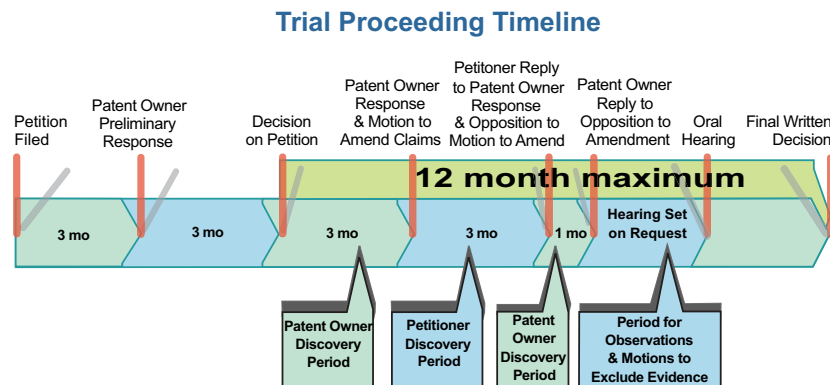 Trial Proceeding Timeline
Petition
Filed
Patent Owner
Preliminary
Response
Decision
on Petition
Patent Owner
Response
& Motion to
Amend Claims
Petitoner Reply
to Patent Owner
Response
& Opposition to
Motion to Amend
Patent Owner
Reply to
Opposition to
Amendment
Oral
Hearing
Final Written
Decision
12 month maximum
3 mo
3 mo
3 mo
3 mo
1 mo
Hearing Set
on Request
Patent Owner
Discovery
Period
Petitioner
Discovery
Period
Patent
Owner
Discovery
Period
Period for
Observations
& Motions to
Exclude Evidence